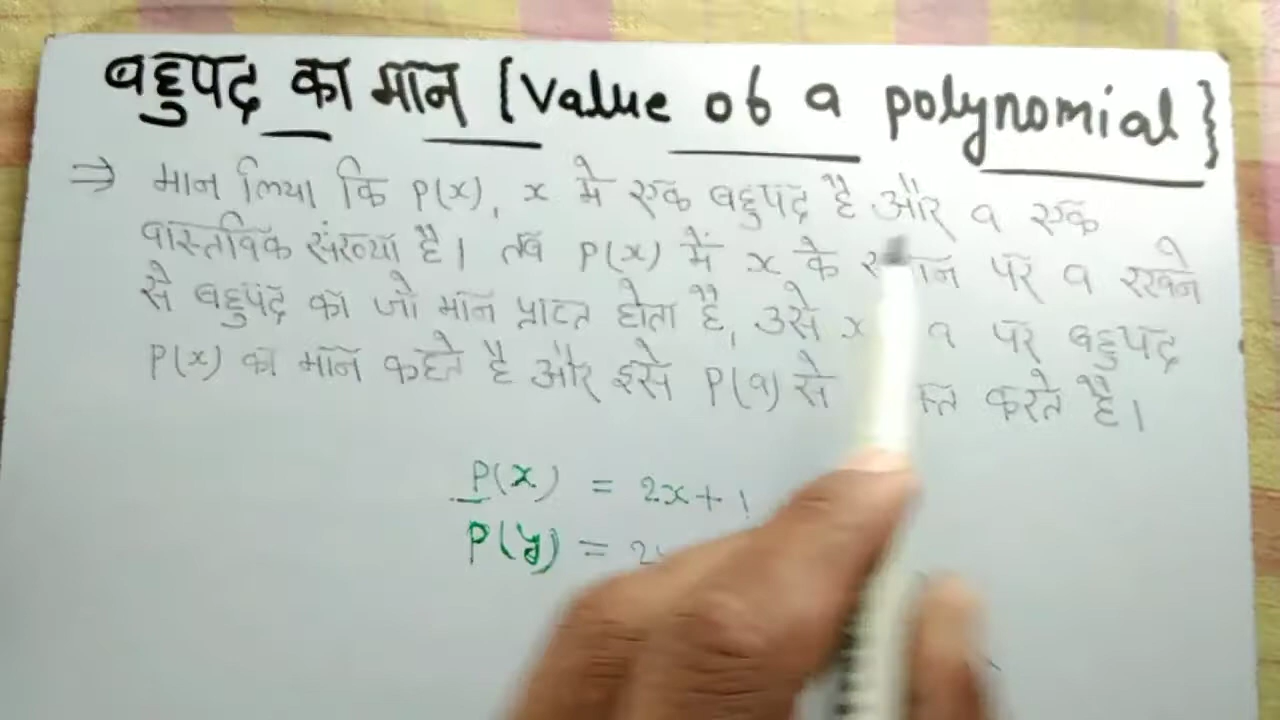 बहुपद का मान [Value of a polynomial}
⇒ मान लिया कि P(x), x मे एक बहुपद है और a एक
वास्तविक संख्या है। तब P(x) में x के पर a रखने
से बहुपद का जो मान प्राप्त होता है, उसे x a पर बहुपद
P(x) का मान कहते है और इसे P(a) से करते है।
P(x) = 2x+1
P(y) = 2